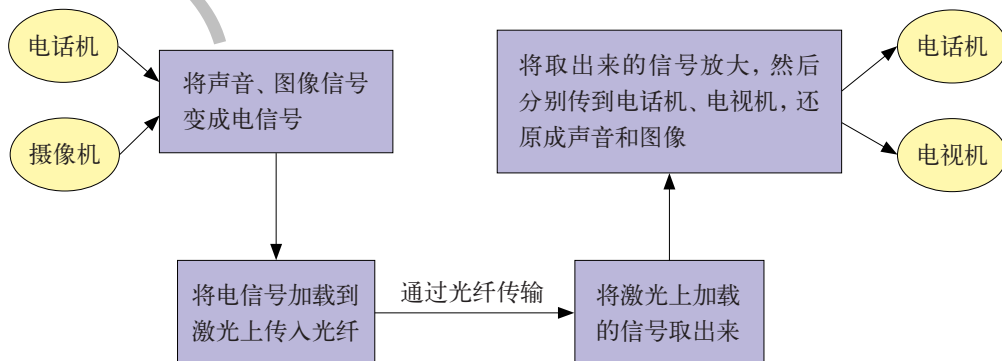 电话机
摄像机
将声音、图像信号
变成电信号
将电信号加载到
激光上传入光纤
通过光纤传输
将激光上加载
的信号取出来
将取出来的信号放大，然后
分别传到电话机、电视机，还
原成声音和图像
电话机
电视机